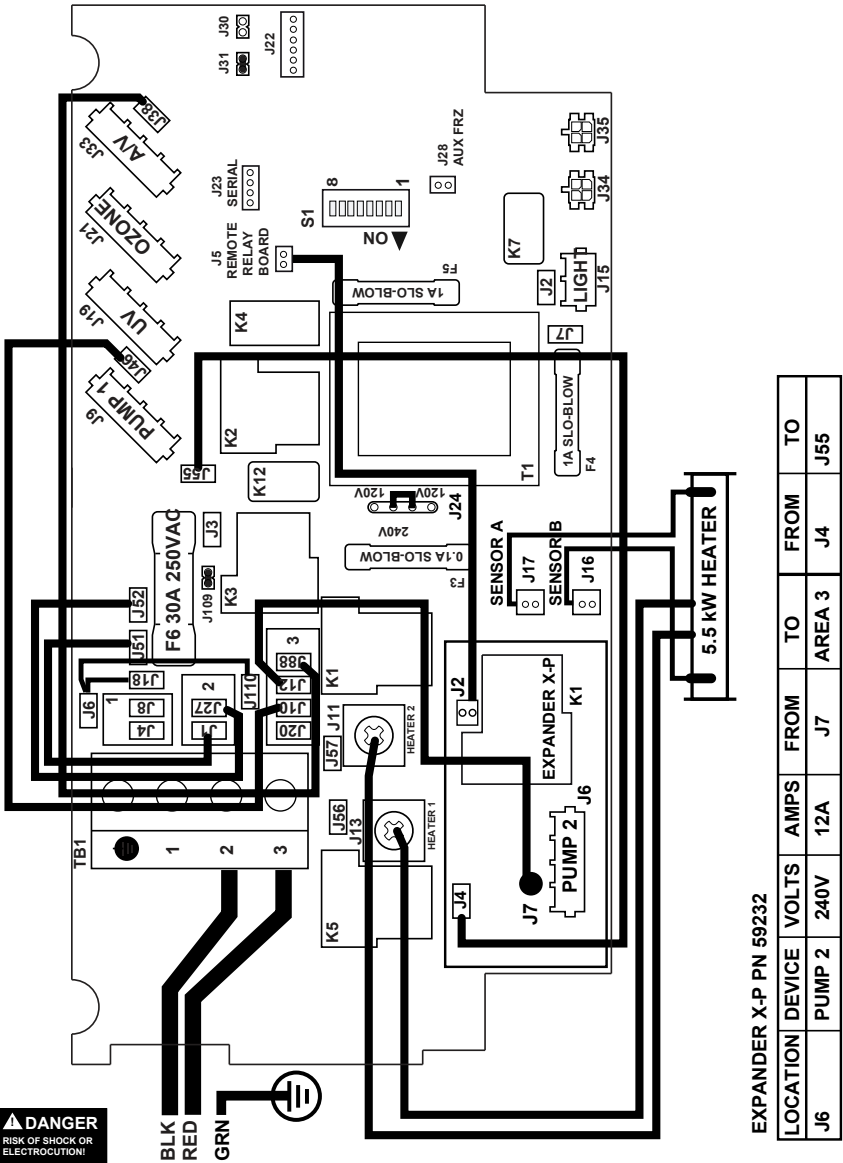 J30
J31
J22
J38
J33
A/V
J21
OZONE
J19
UV
J46
J9
PUMP 1
J23
SERIAL
J5
REMOTE
RELAY
BOARD
S1
8
1
ON
J28
AUX FRZ
J35
J34
K7
J2
LIGHT
J15
F5
1A SLO-BLOW
J7
1A SLO-BLOW
F4
K4
K2
T1
J55
K12
120V
120V
240V
J24
0.1A SLO-BLOW
F3
J3
F6 30A 250VAC
J109
K3
J52
J51
J18
J6
J110
1
J8
J4
2
J27
J1
3
J88
J12
J10
J20
K1
J11
HEATER 2
J57
J56
J13
HEATER 1
K5
TB1
1
2
3
SENSOR A
J17
SENSOR B
J16
5.5 kW HEATER
J2
EXPANDER X-P
K1
J6
PUMP 2
J7
J4
BLK
RED
GRN
DANGER
RISK OF SHOCK OR
ELECTROCUTION!
EXPANDER X-P PN 59232
LOCATION DEVICE VOLTS AMPS FROM TO FROM TO
J6 PUMP 2 240V 12A J7 AREA 3 J4 J55